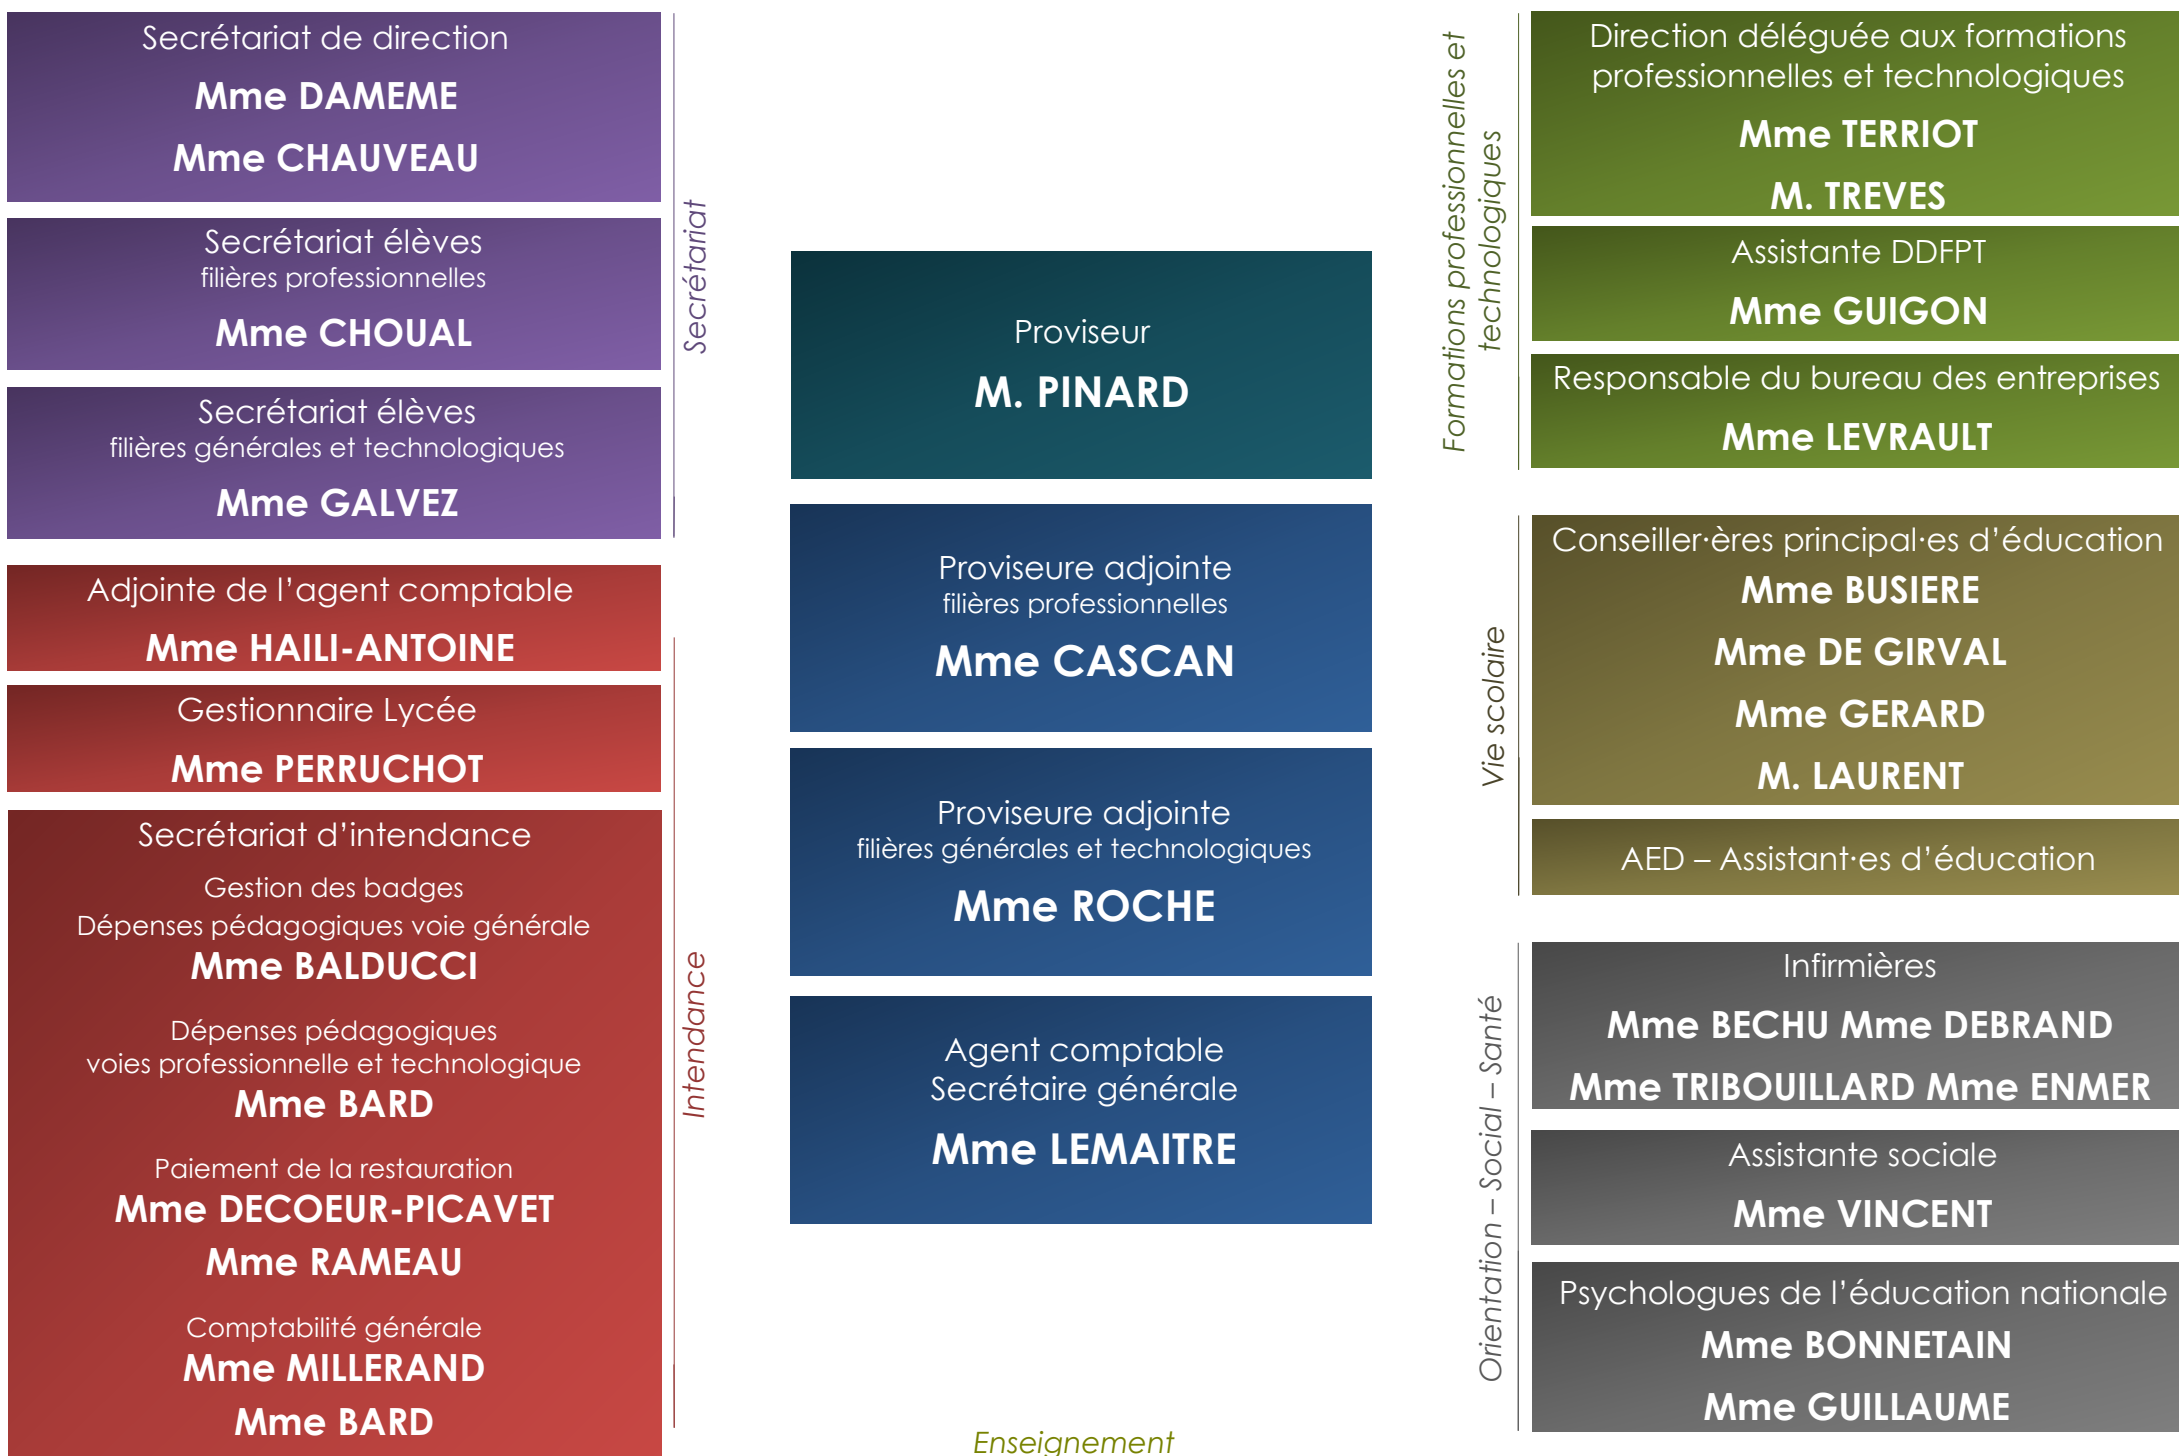 Secrétariat de direction
Mme DAMEME
Mme CHAUVEAU
Secrétariat élèves
filières professionnelles
Mme CHOUAL
Secrétariat élèves
filières générales et technologiques
Mme GALVEZ
Secrétariat
Adjointe de l’agent comptable
Mme HAILI-ANTOINE
Gestionnaire Lycée
Mme PERRUCHOT
Secrétariat d’intendance
Gestion des badges
Dépenses pédagogiques voie générale
Mme BALDUCCI
Dépenses pédagogiques
voies professionnelle et technologique
Mme BARD
Paiement de la restauration
Mme DECOEUR-PICAVET
Mme RAMEAU
Comptabilité générale
Mme MILLERAND
Mme BARD
Intendance
Proviseur
M. PINARD
Proviseure adjointe
filières professionnelles
Mme CASCAN
Proviseure adjointe
filières générales et technologiques
Mme ROCHE
Agent comptable
Secrétaire générale
Mme LEMAITRE
Enseignement
Formations professionnelles et
technologiques
Direction déléguée aux formations
professionnelles et technologiques
Mme TERRIOT
M. TREVES
Assistante DDFPT
Mme GUIGON
Responsable du bureau des entreprises
Mme LEVRAULT
Vie scolaire
Conseiller·ères principal·es d’éducation
Mme BUSIERE
Mme DE GIRVAL
Mme GERARD
M. LAURENT
AED – Assistant·es d’éducation
Orientation – Social – Santé
Infirmières
Mme BECHU Mme DEBRAND
Mme TRIBOUILLARD Mme ENMER
Assistante sociale
Mme VINCENT
Psychologues de l’éducation nationale
Mme BONNETAIN
Mme GUILLAUME